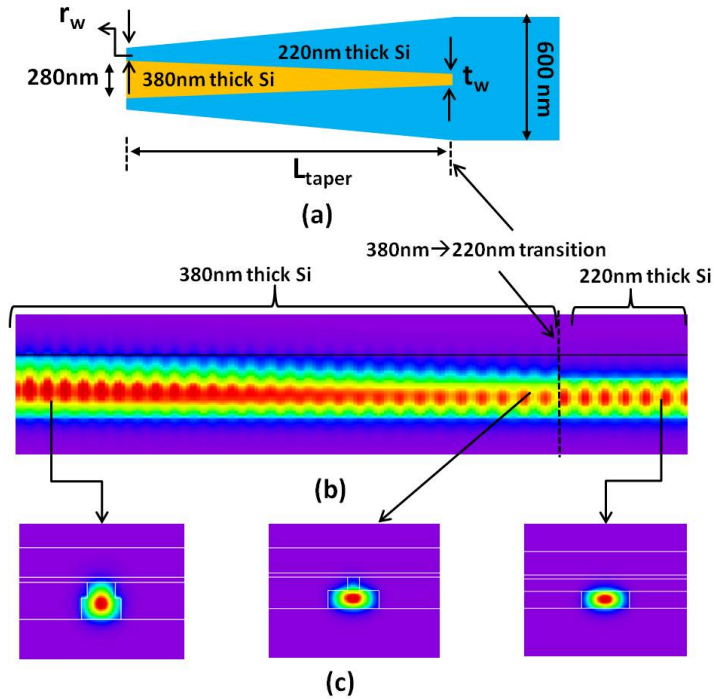 r_w
280nm
220nm thick Si
380nm thick Si
t_w
600 nm
L_taper
(a)
380nm→220nm transition
380nm thick Si
220nm thick Si
(b)
(c)